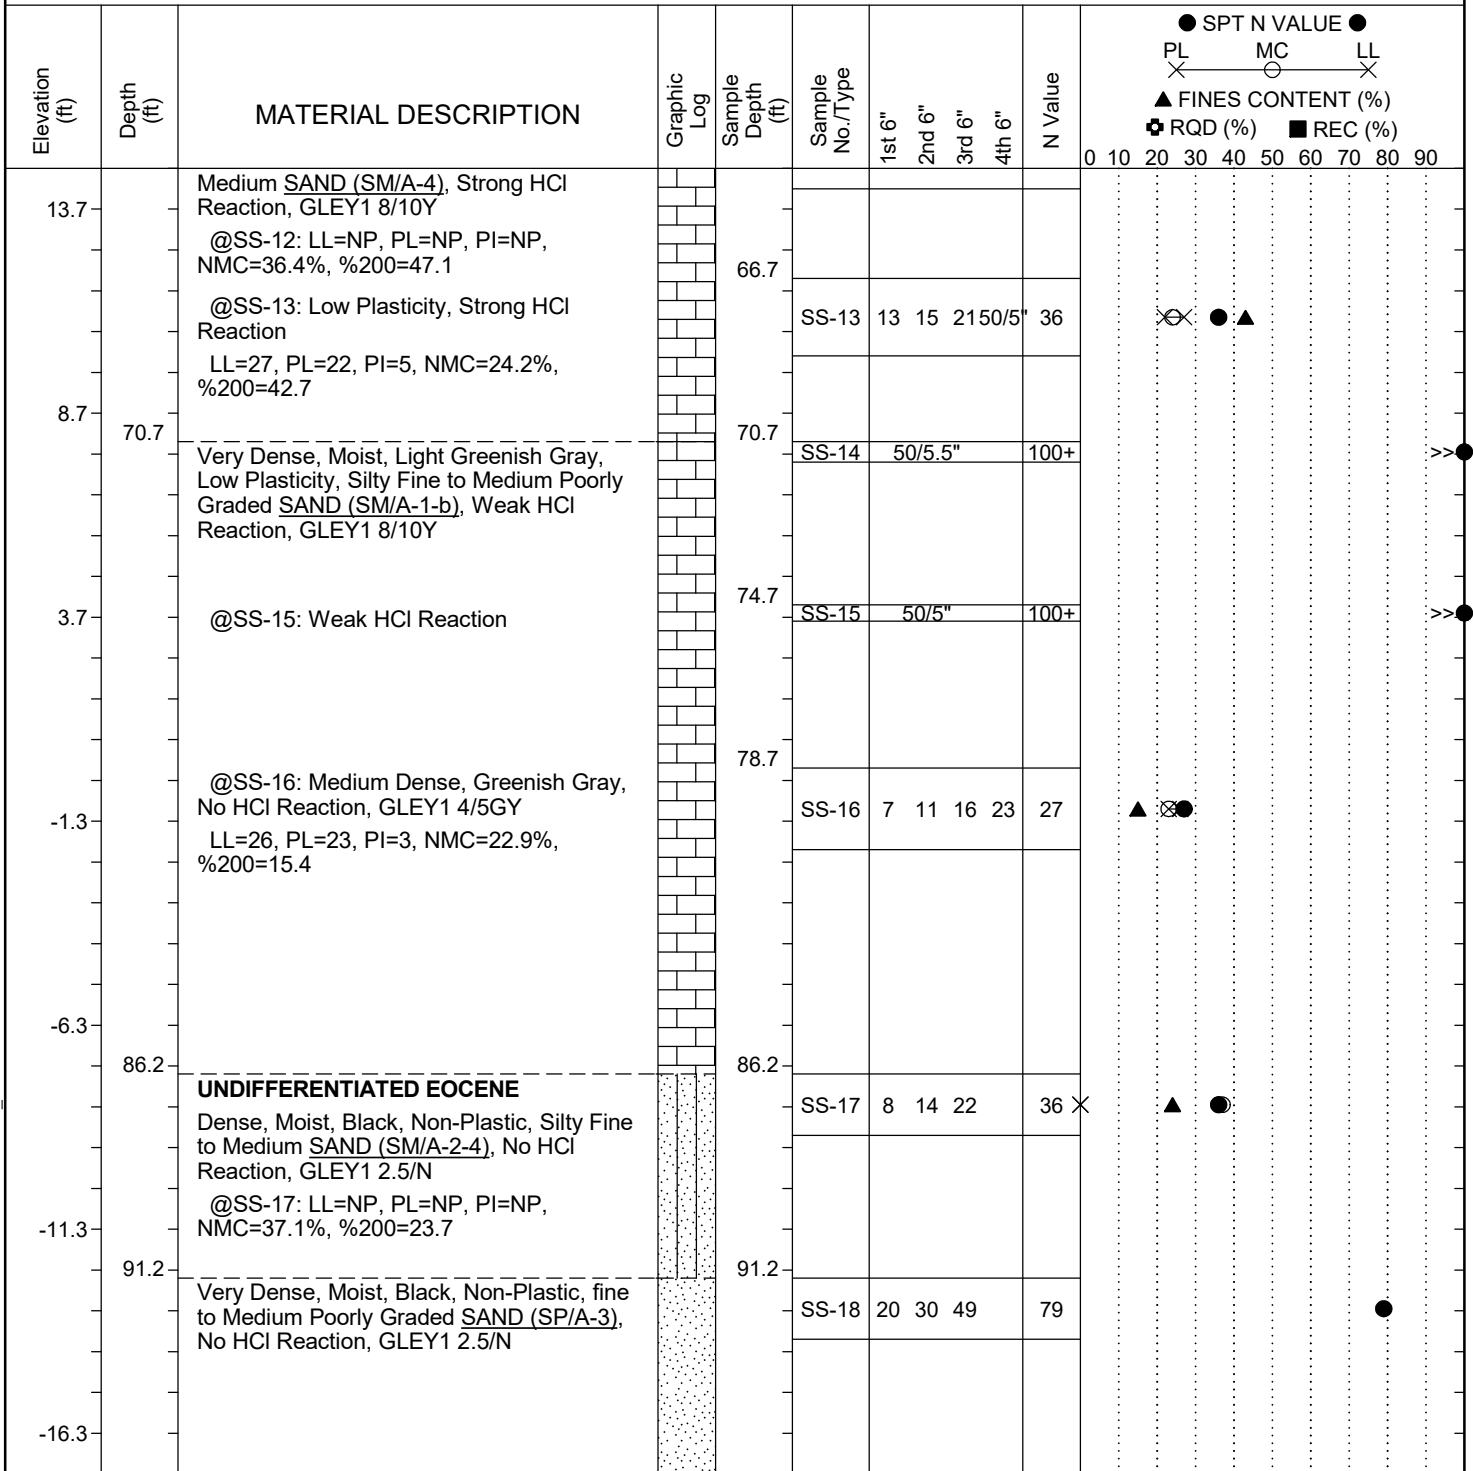 ● SPT N VALUE ●
PL MC LL
▲ FINES CONTENT (%)
RQD (%) ■ REC (%)
0 10 20 30 40 50 60 70 80 90
Elevation (ft)
Depth (ft)
MATERIAL DESCRIPTION
Graphic Log
Sample Depth (ft)
Sample No./Type
1st 6"
2nd 6"
3rd 6"
4th 6"
N Value
Medium SAND (SM/A-4), Strong HCl
13.7 Reaction, GLEY1 8/10Y
@SS-12: LL=NP, PL=NP, PI=NP,
NMC=36.4%, %200=47.1
66.7
@SS-13: Low Plasticity, Strong HCl
Reaction
SS-13 13 15 21 50/5" 36
LL=27, PL=22, PI=5, NMC=24.2%,
%200=42.7
8.7
70.7 70.7
Very Dense, Moist, Light Greenish Gray, SS-14 50/5.5" 100+ >>
Low Plasticity, Silty Fine to Medium Poorly
Graded SAND (SM/A-1-b), Weak HCl
Reaction, GLEY1 8/10Y
74.7
3.7 @SS-15: Weak HCl Reaction SS-15 50/5" 100+ >>
78.7
@SS-16: Medium Dense, Greenish Gray,
No HCl Reaction, GLEY1 4/5GY SS-16 7 11 16 23 27
-1.3
LL=26, PL=23, PI=3, NMC=22.9%,
%200=15.4
-6.3
86.2 86.2
UNDIFFERENTIATED EOCENE
SS-17 8 14 22 36
Dense, Moist, Black, Non-Plastic, Silty Fine
to Medium SAND (SM/A-2-4), No HCl
Reaction, GLEY1 2.5/N
@SS-17: LL=NP, PL=NP, PI=NP,
-11.3 NMC=37.1%, %200=23.7
91.2 91.2
Very Dense, Moist, Black, Non-Plastic, fine
to Medium Poorly Graded SAND (SP/A-3), SS-18 20 30 49 79
No HCl Reaction, GLEY1 2.5/N
-16.3